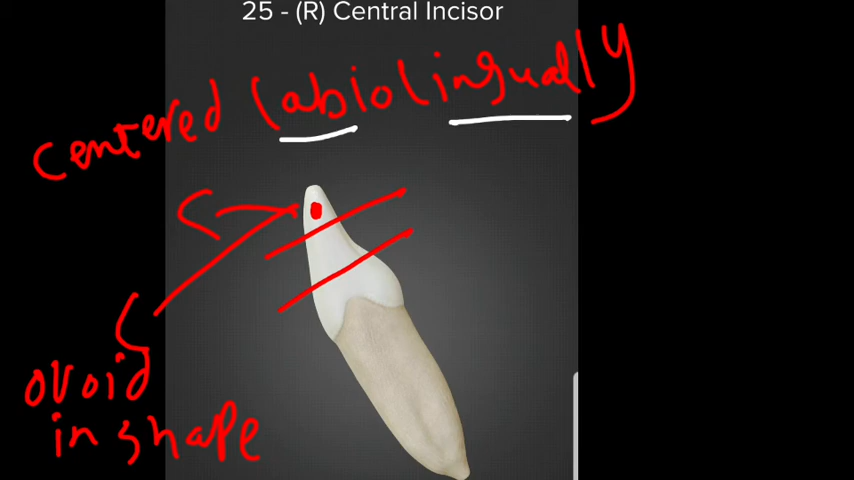 25 - (R) Central Incisor
centered labiolingually
ovoid
in shape